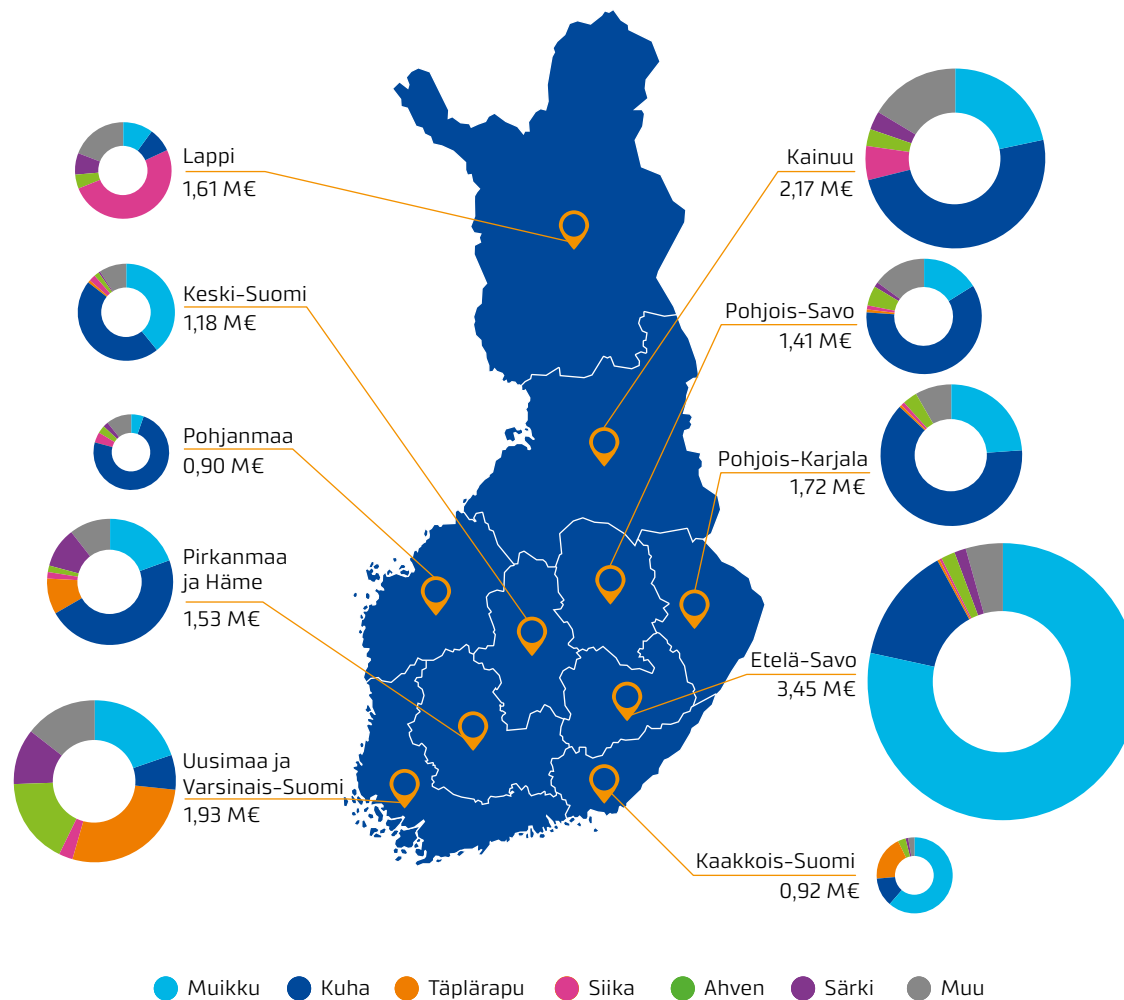 Lappi
1,61 M€
Keski-Suomi
1,18 M€
Pohjanmaa
0,90 M€
Pirkanmaa
ja Häme
1,53 M€
Uusimaa ja
Varsinais-Suomi
1,93 M€
Kainuu
2,17 M€
Pohjois-Savo
1,41 M€
Pohjois-Karjala
1,72 M€
Etelä-Savo
3,45 M€
Kaakkois-Suomi
0,92 M€
Muikku Kuha Täplärapu Siika Ahven Särki Muu